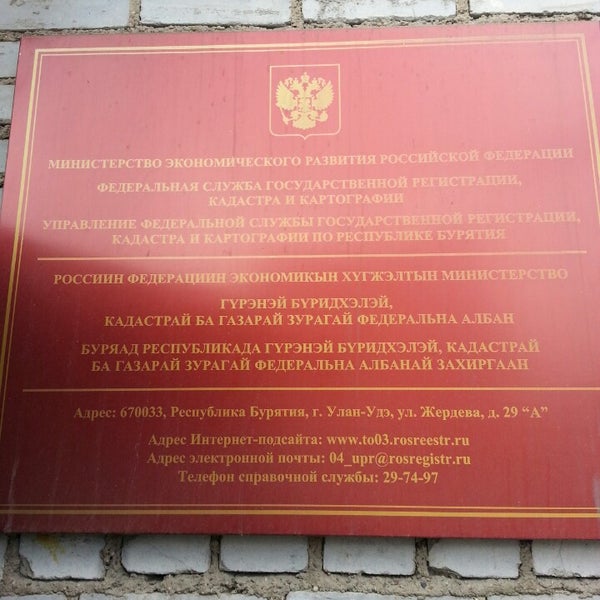 МИНИСТЕРСТВО ЭКОНОМИЧЕСКОГО РАЗВИТИЯ РОССИЙСКОЙ ФЕДЕРАЦИИ
ФЕДЕРАЛЬНАЯ СЛУЖБА ГОСУДАРСТВЕННОЙ РЕГИСТРАЦИИ,
КАДАСТРА И КАРТОГРАФИИ
УПРАВЛЕНИЕ ФЕДЕРАЛЬНОЙ СЛУЖБЫ ГОСУДАРСТВЕННОЙ РЕГИСТРАЦИИ,
КАДАСТРА И КАРТОГРАФИИ ПО РЕСПУБЛИКЕ БУРЯТИЯ
РОССИИН ФЕДЕРАЦИИН ЭКОНОМИКЫН ХҮГЖЭЛТЫН МИНИСТЕРСТВО
ГҮРЭНЭЙ БҮРИДХЭЛЭЙ,
КАДАСТРАЙ БА ГАЗАРАЙ ЗУРАГАЙ ФЕДЕРАЛЬНА АЛБАН
БУРЯАД РЕСПУБЛИКАДА ГҮРЭНЭЙ БҮРИДХЭЛЭЙ, КАДАСТРАЙ
БА ГАЗАРАЙ ЗУРАГАЙ ФЕДЕРАЛЬНА АЛБАНАЙ ЗАХИРГААН
Адрес: 670033, Республика Бурятия, г. Улан-Удэ, ул. Жердева, д. 29 “А”
Адрес Интернет-подсайта: www.to03.rosreestr.ru
Адрес электронной почты: 04_upr@rosregistr.ru
Телефон справочной службы: 29-74-97